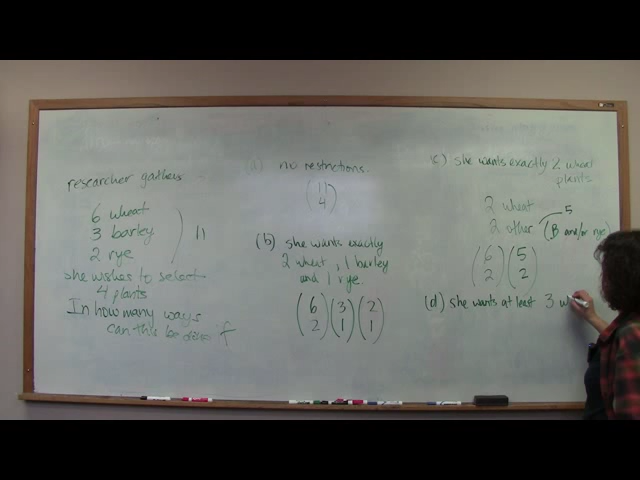 researcher gathers
6 wheat
3 barley
2 rye
) 11
she wishes to select
4 plants
In how many ways
can this be done if
(a) no restrictions.
(11
4)
(b) she wants exactly
2 wheat, 1 barley
and 1 rye.
(6 2) (3 1) (2 1)
c) she wants exactly 2 wheat
plants
2 wheat
5
2 other (B and/or rye)
(6 2) (5 2)
(d) she wants at least 3 w